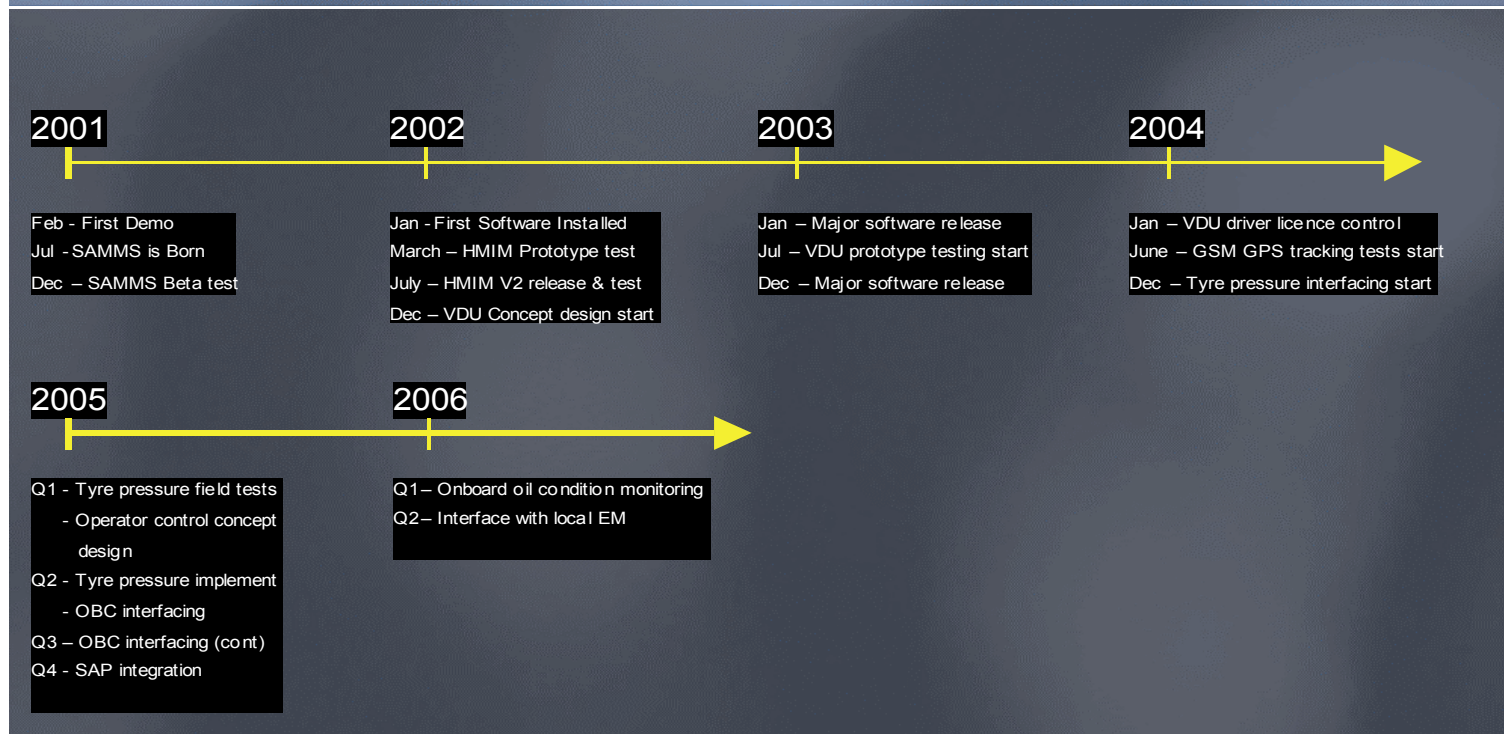 2001
2002
2003
2004
Feb - First Demo
Jul - SAMMS is Born
Dec – SAMMS Beta test
Jan - First Software Installed
March – HMIM Prototype test
July – HMIM V2 release & test
Dec – VDU Concept design start
Jan – Major software release
Jul – VDU prototype testing start
Dec – Major software release
Jan – VDU driver licence control
June – GSM GPS tracking tests start
Dec – Tyre pressure interfacing start
2005
2006
Q1 - Tyre pressure field tests
- Operator control concept
design
Q2 - Tyre pressure implement
- OBC interfacing
Q3 – OBC interfacing (cont)
Q4 - SAP integration
Q1 – Onboard oil condition monitoring
Q2 – Interface with local EM